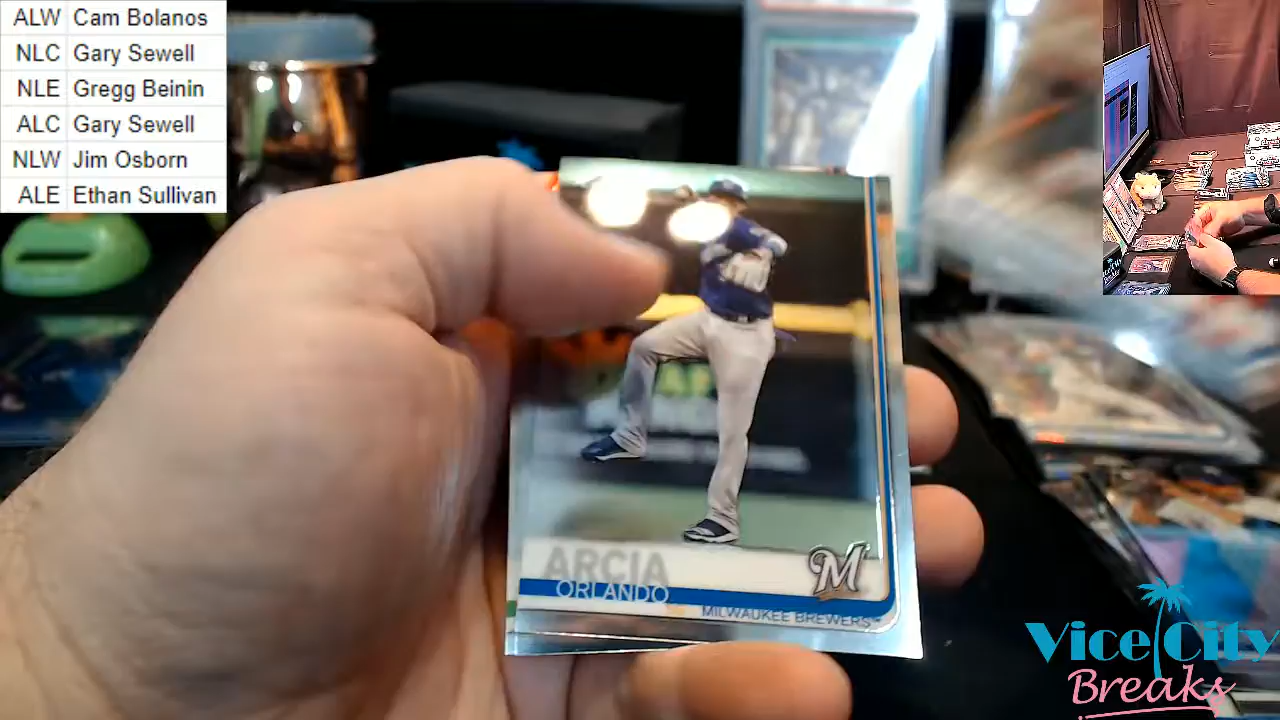 ALW Cam Bolanos
NLC Gary Sewell
NLE Gregg Beinin
ALC Gary Sewell
NLW Jim Osborn
ALE Ethan Sullivan
ARCIA
ORLANDO
M
MILWAUKEE BREWERS
Vice City
Breaks